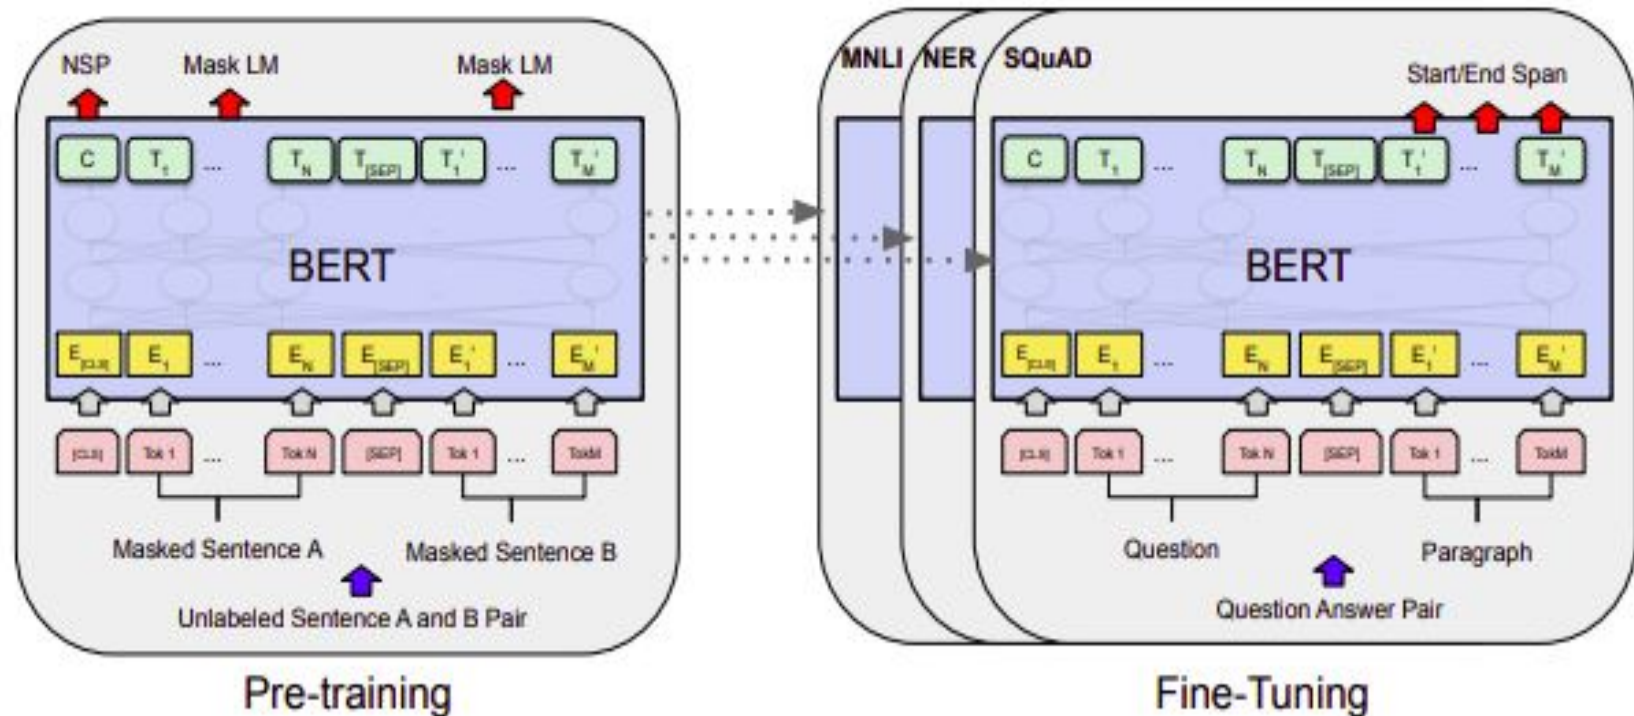 NSP Mask LM Mask LM
C T1 ... TN T[SEP] T1' ... TM'
BERT
E[CLS] E1 ... EN E[SEP] E1' ... EM'
[CLS] Tok 1 ... Tok N [SEP] Tok 1 ... TokM
Masked Sentence A Masked Sentence B
Unlabeled Sentence A and B Pair
Pre-training
MNLI NER SQuAD
Start/End Span
C T1 ... TN T[SEP] T1' ... TM'
BERT
E[CLS] E1 ... EN E[SEP] E1' ... EM'
[CLS] Tok 1 ... Tok N [SEP] Tok 1 ... TokM
Question Paragraph
Question Answer Pair
Fine-Tuning